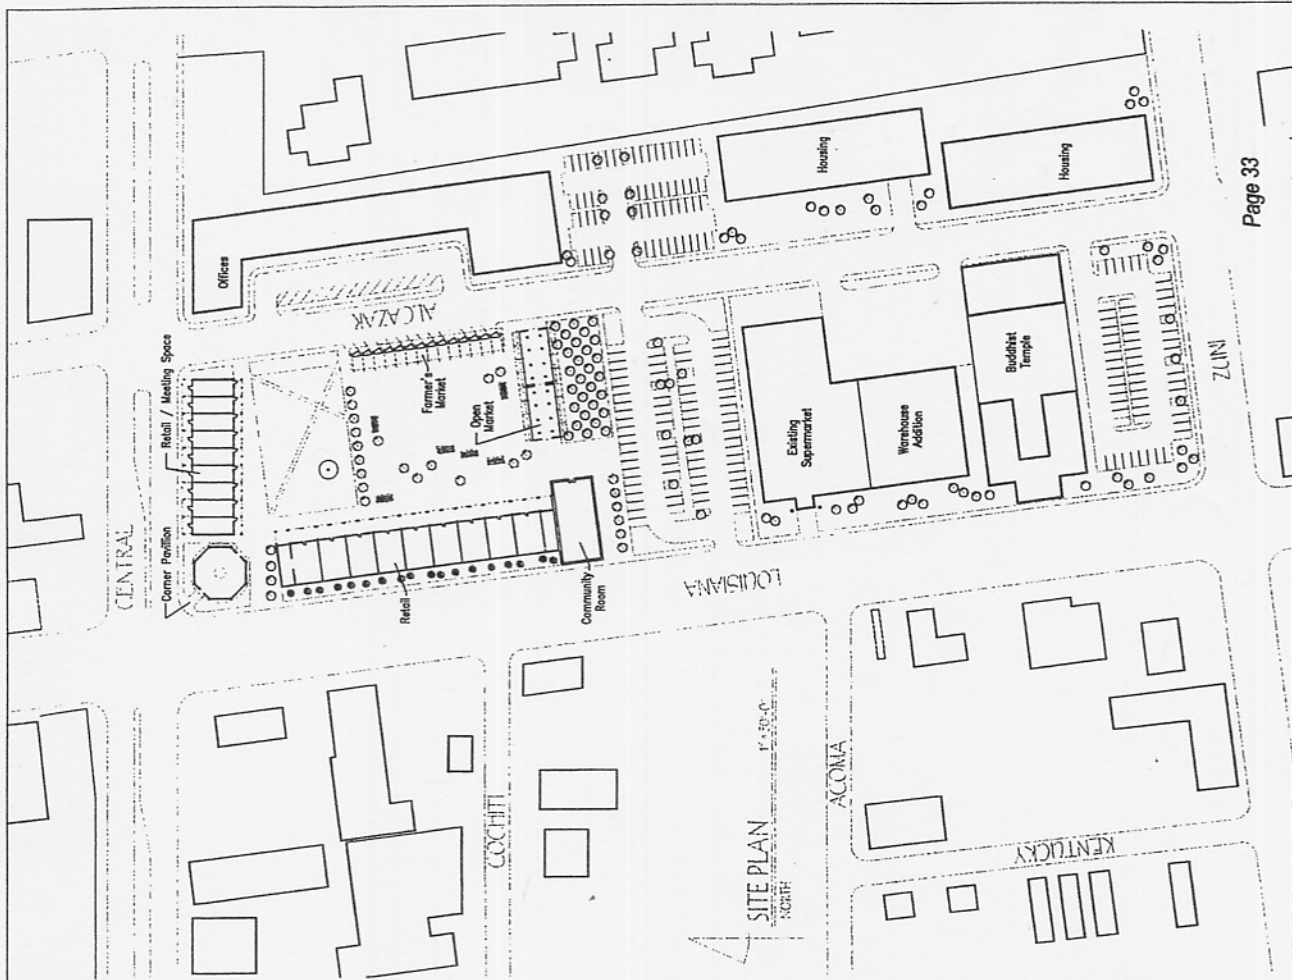 CENTRAL
Corner Pavilion
Retail / Meeting Space
Offices
ALCAZAR
Farmer's
Market
Open
Market
Retail
Community
Room
LOUISIANA
Existing
Supermarket
Warehouse
Addition
Buddhist
Temple
Housing
Housing
ZUNI
COCHITI
ACOMA
KENTUCKY
SITE PLAN
NORTH
Page 33